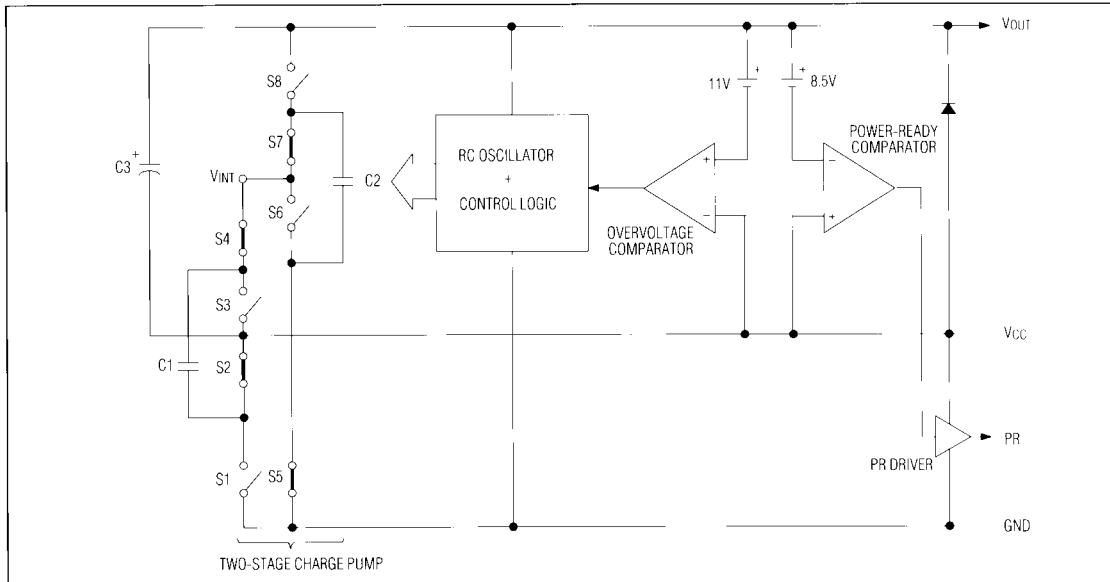 VOUT
S8
11V
+
+
8.5V
S7
C3
+
VINT
S6
C2
RC OSCILLATOR
+
CONTROL LOGIC
+
−
OVERVOLTAGE
COMPARATOR
POWER-READY
COMPARATOR
−
+
S4
S3
C1
S2
VCC
S1
S5
PR
PR DRIVER
GND
TWO-STAGE CHARGE PUMP